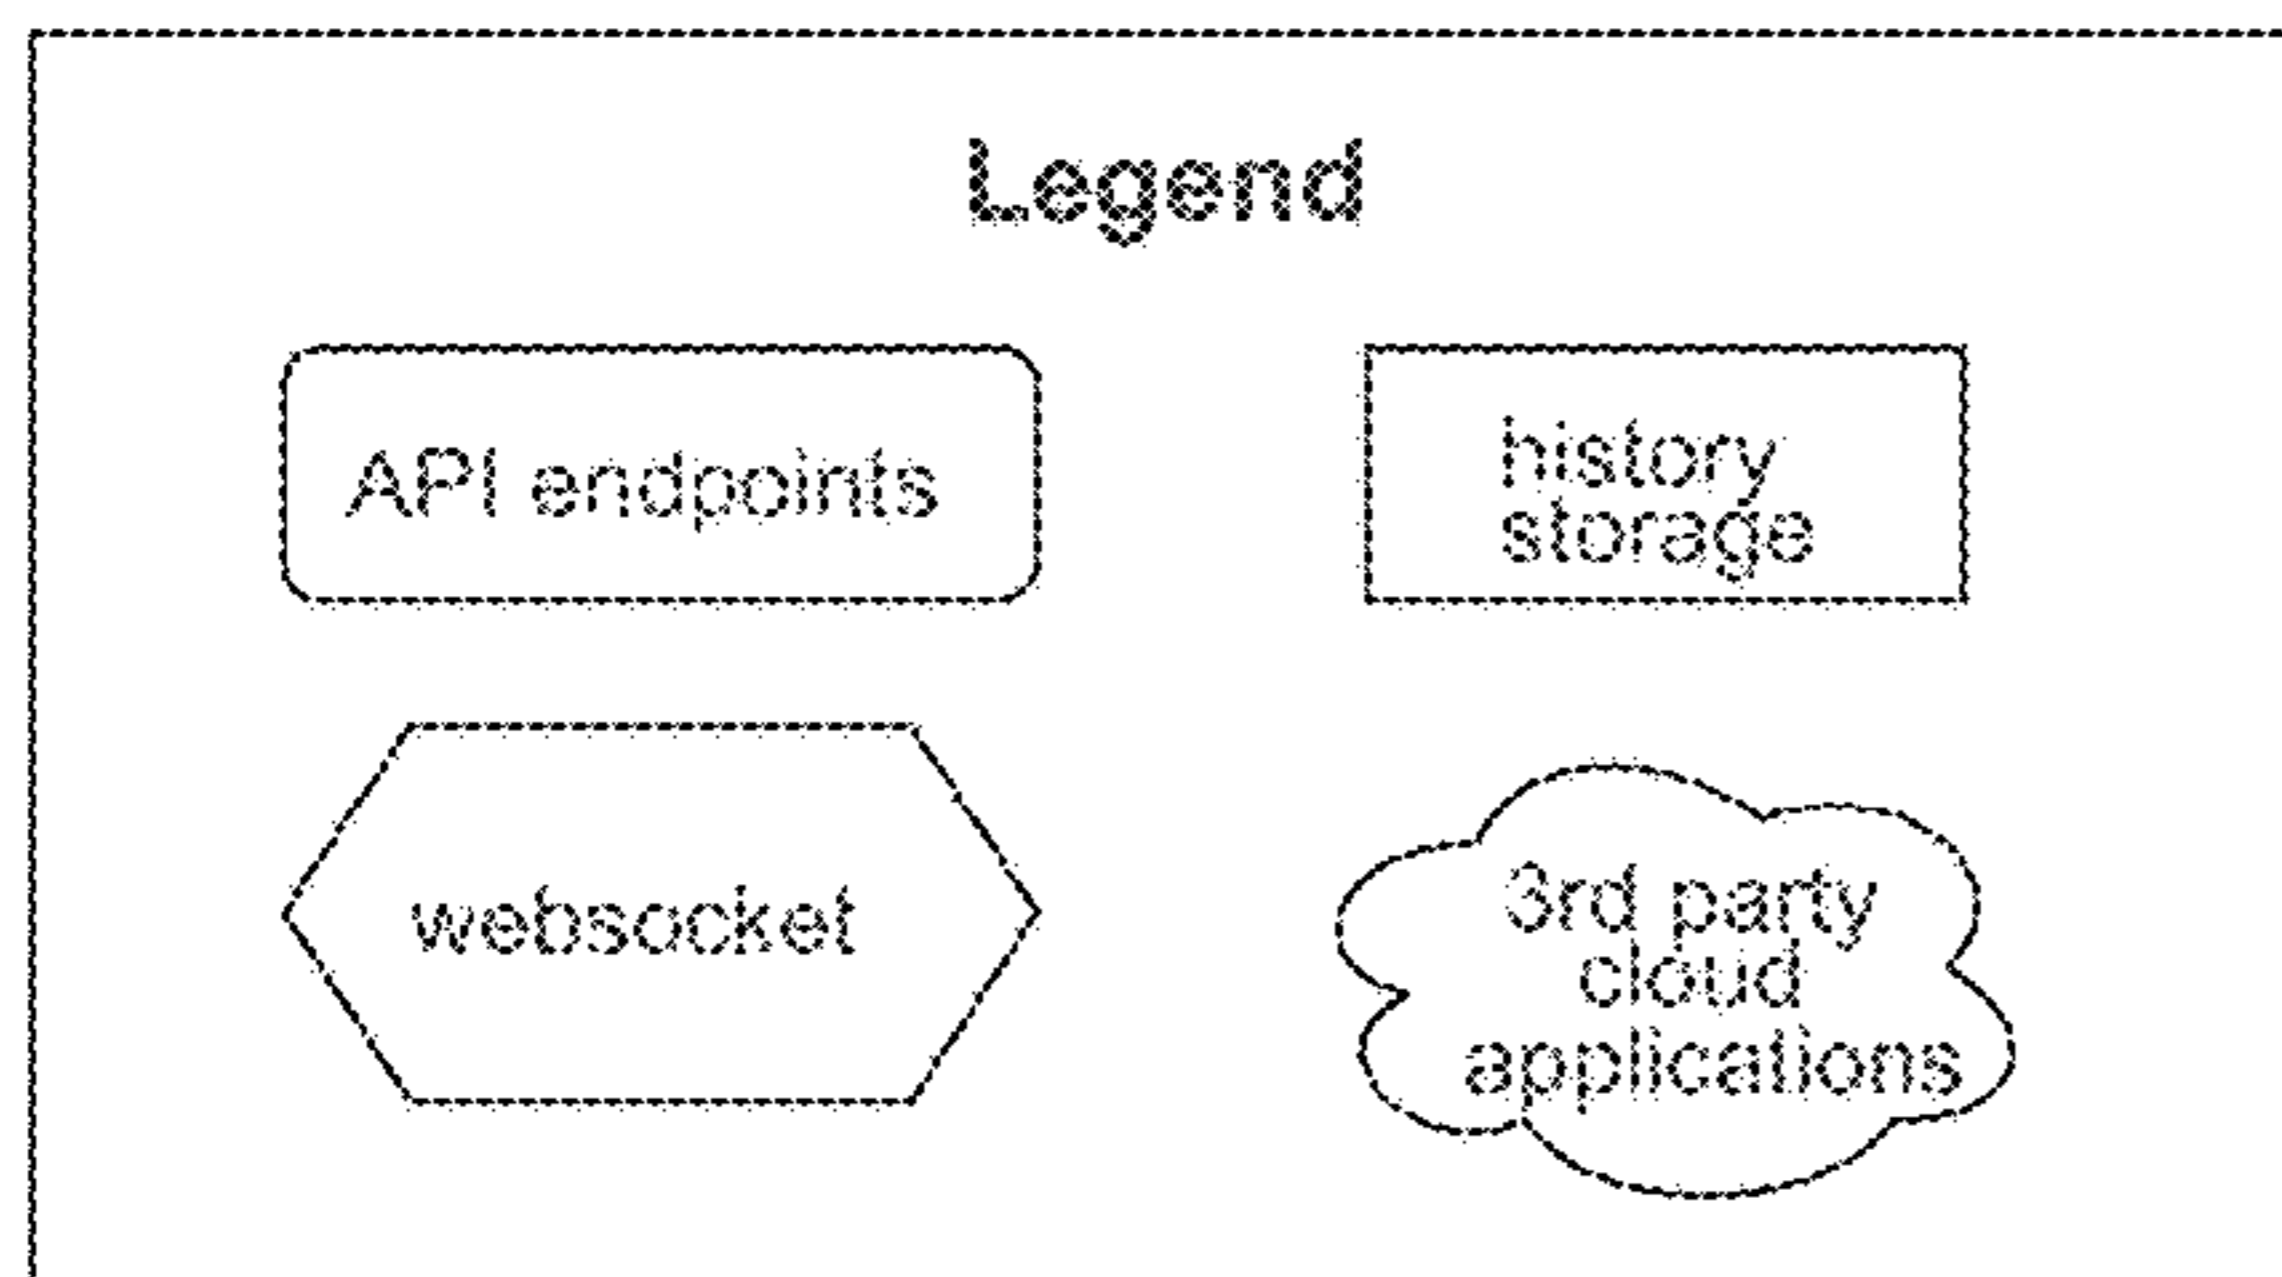 Legend
API endpoints
history
storage
websocket
3rd party
cloud
applications